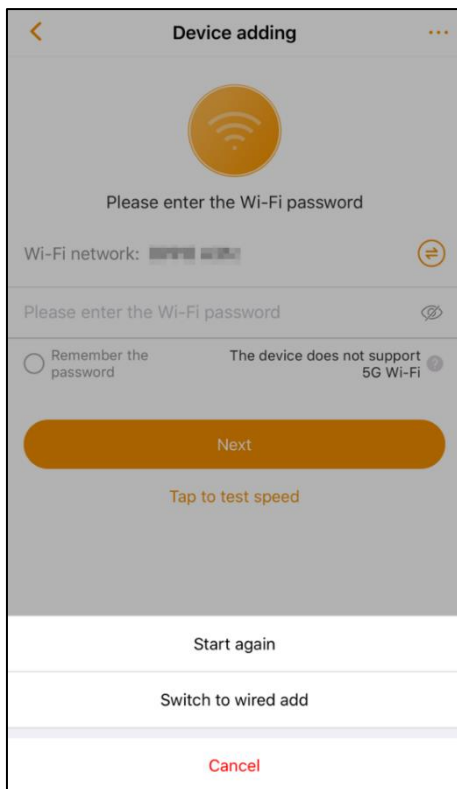 Device adding
Please enter the Wi-Fi password
Wi-Fi network:
Please enter the Wi-Fi password
Remember the
password
The device does not support
5G Wi-Fi
Next
Tap to test speed
Start again
Switch to wired add
Cancel